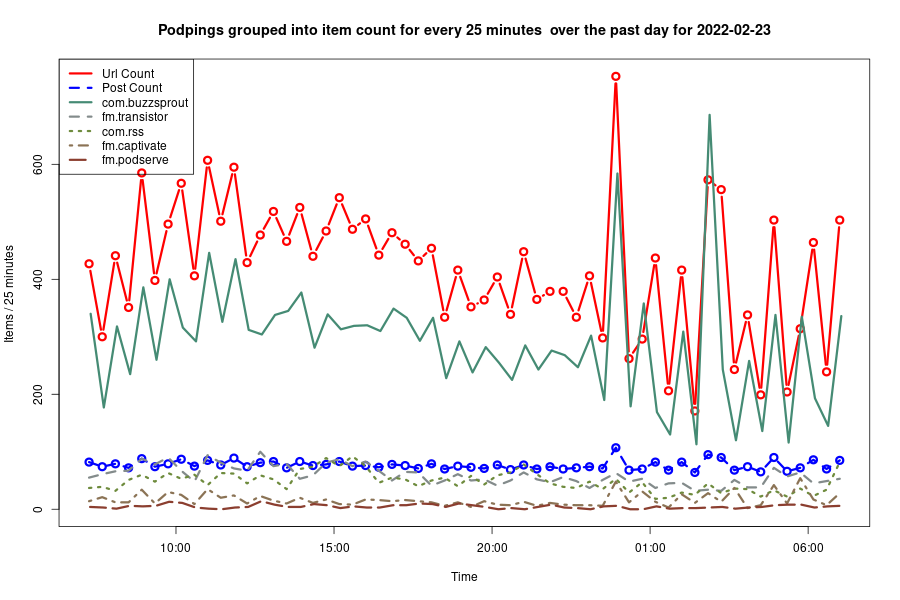 Podpings grouped into item count for every 25 minutes  over the past day for 2022-02-23
Url Count
Post Count
com.buzzsprout
fm.transistor
com.rss
fm.captivate
fm.podserve
Items / 25 minutes
600
400
200
0
10:00
15:00
20:00
01:00
06:00
Time